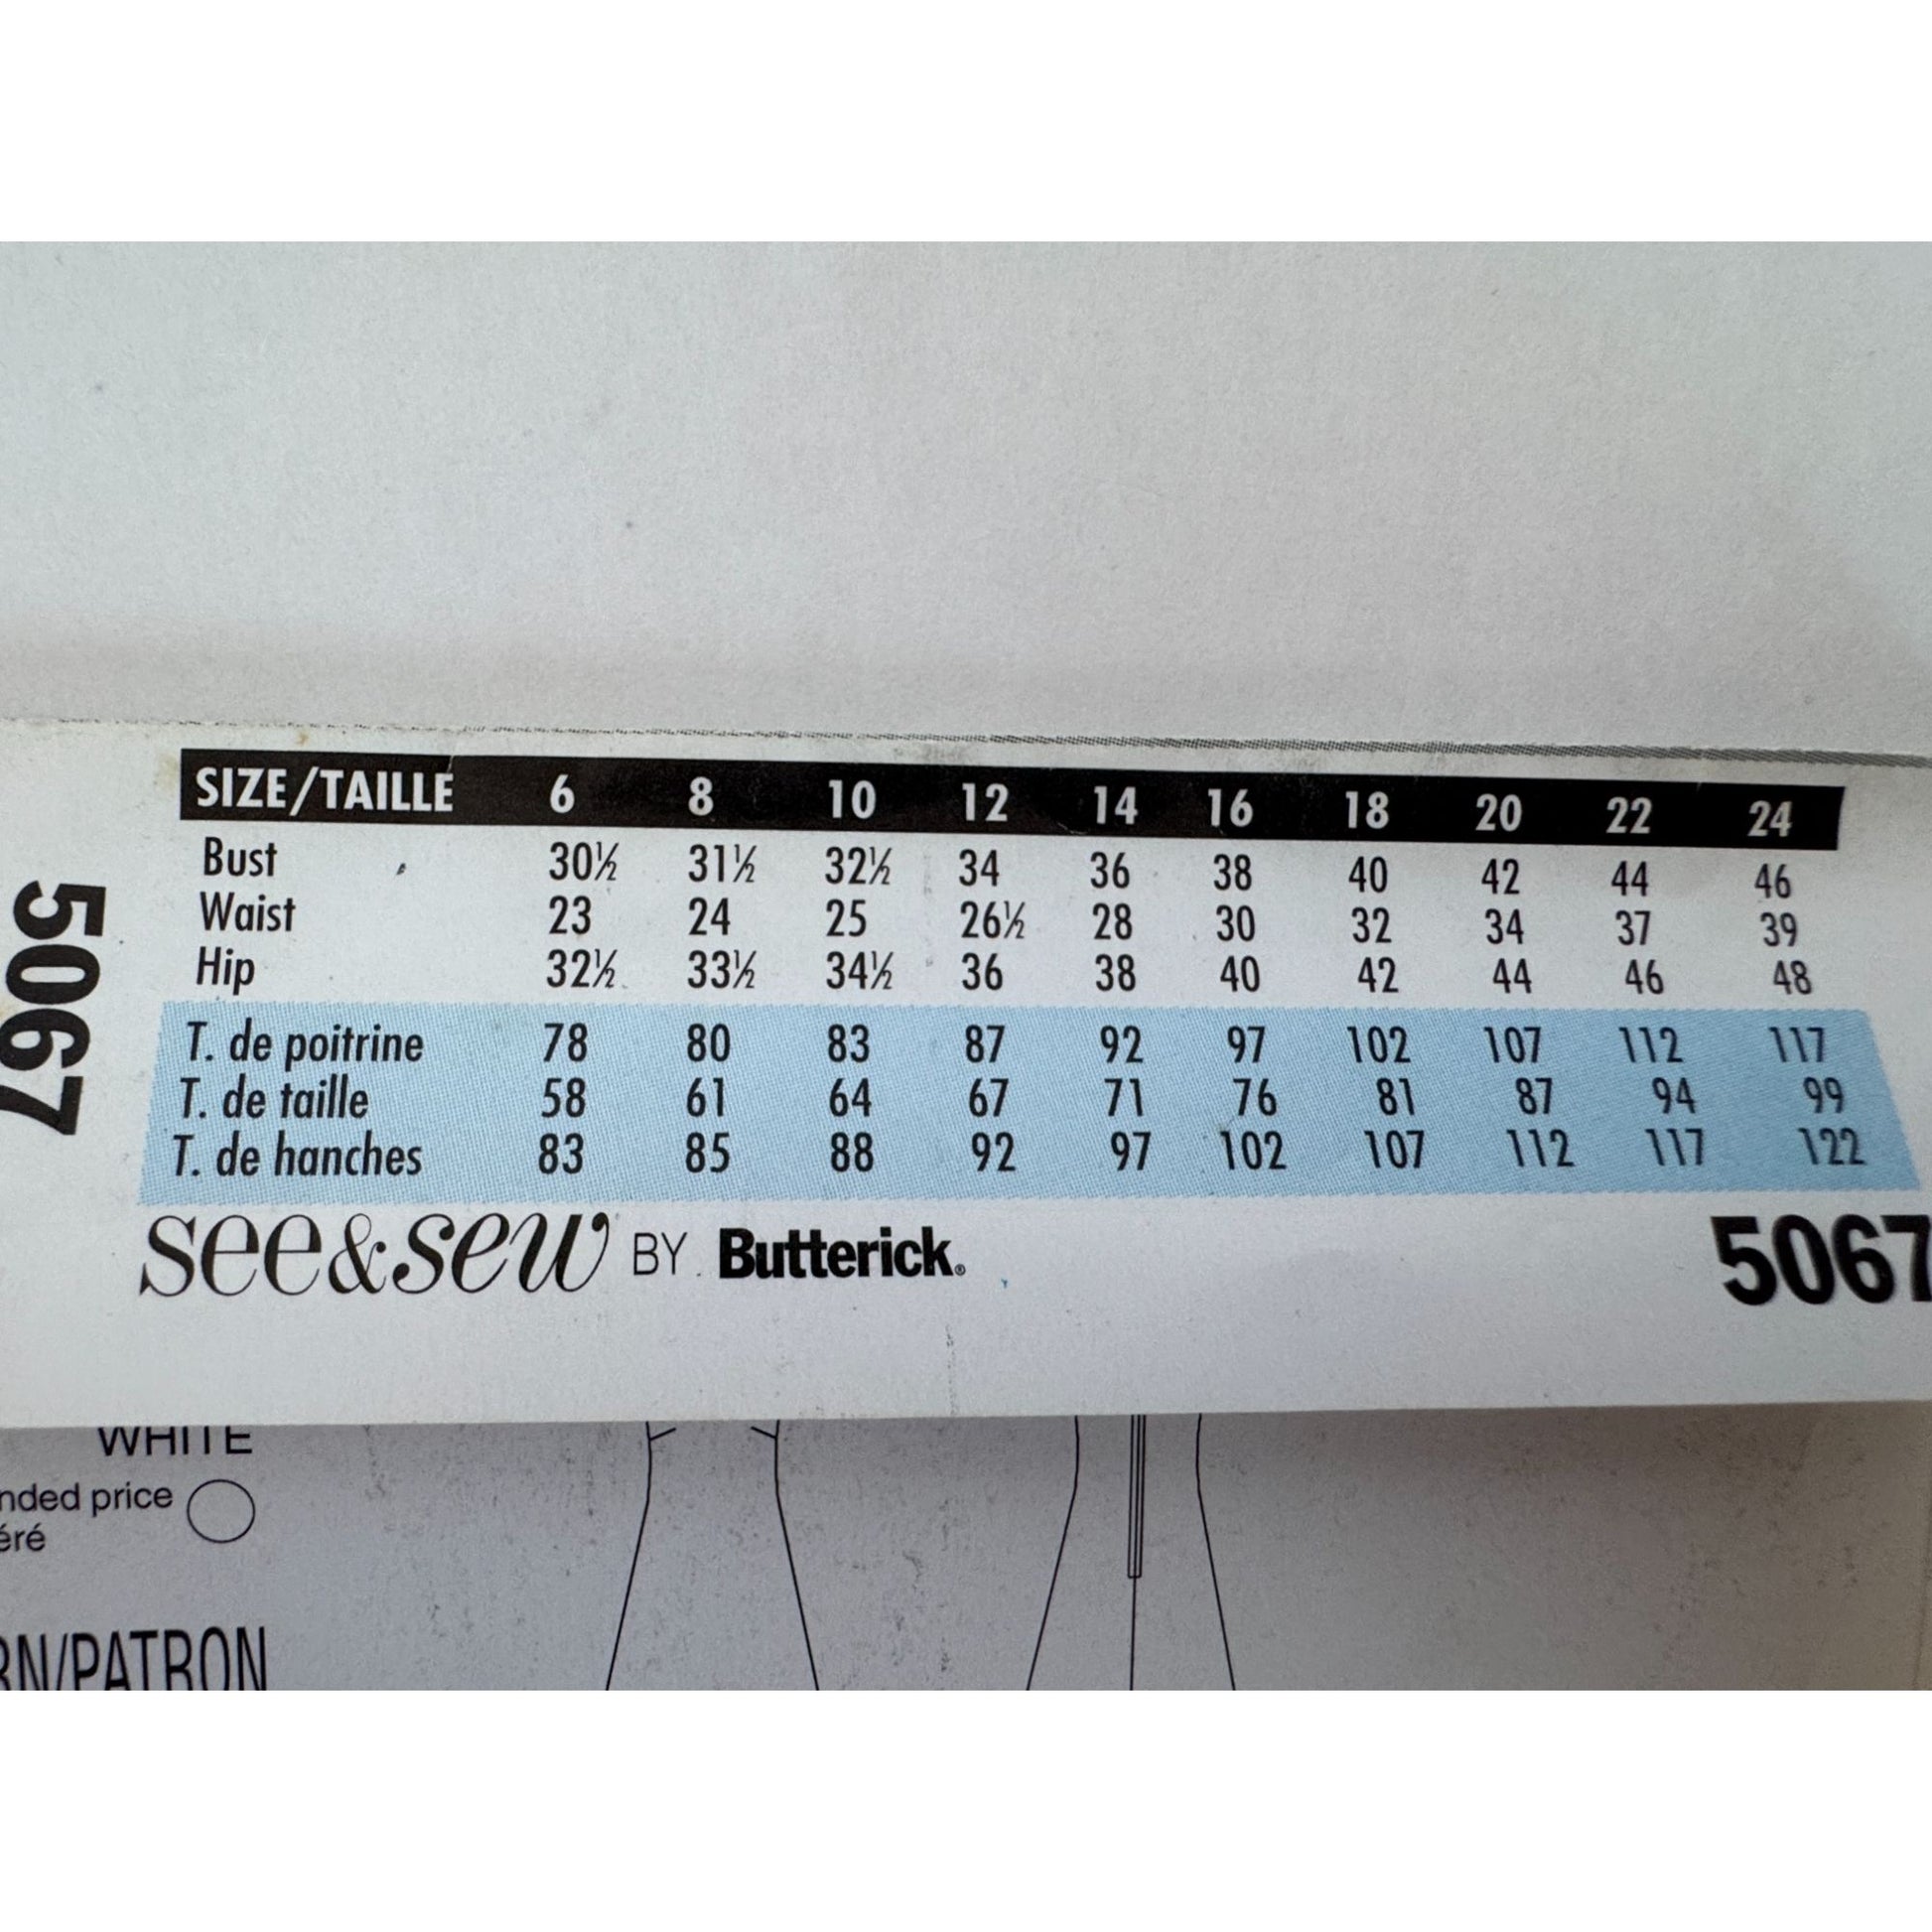 SIZE/TAILLE 6 8 10 12 14 16 18 20 22 24
Bust 30½ 31½ 32½ 34 36 38 40 42 44 46
Waist 23 24 25 26½ 28 30 32 34 37 39
Hip 32½ 33½ 34½ 36 38 40 42 44 46 48
T. de poitrine 78 80 83 87 92 97 102 107 112 117
T. de taille 58 61 64 67 71 76 81 87 94 99
T. de hanches 83 85 88 92 97 102 107 112 117 122
see&sew BY Butterick® 5067
5067
WHITE
nded price
éré
RN/PATRON